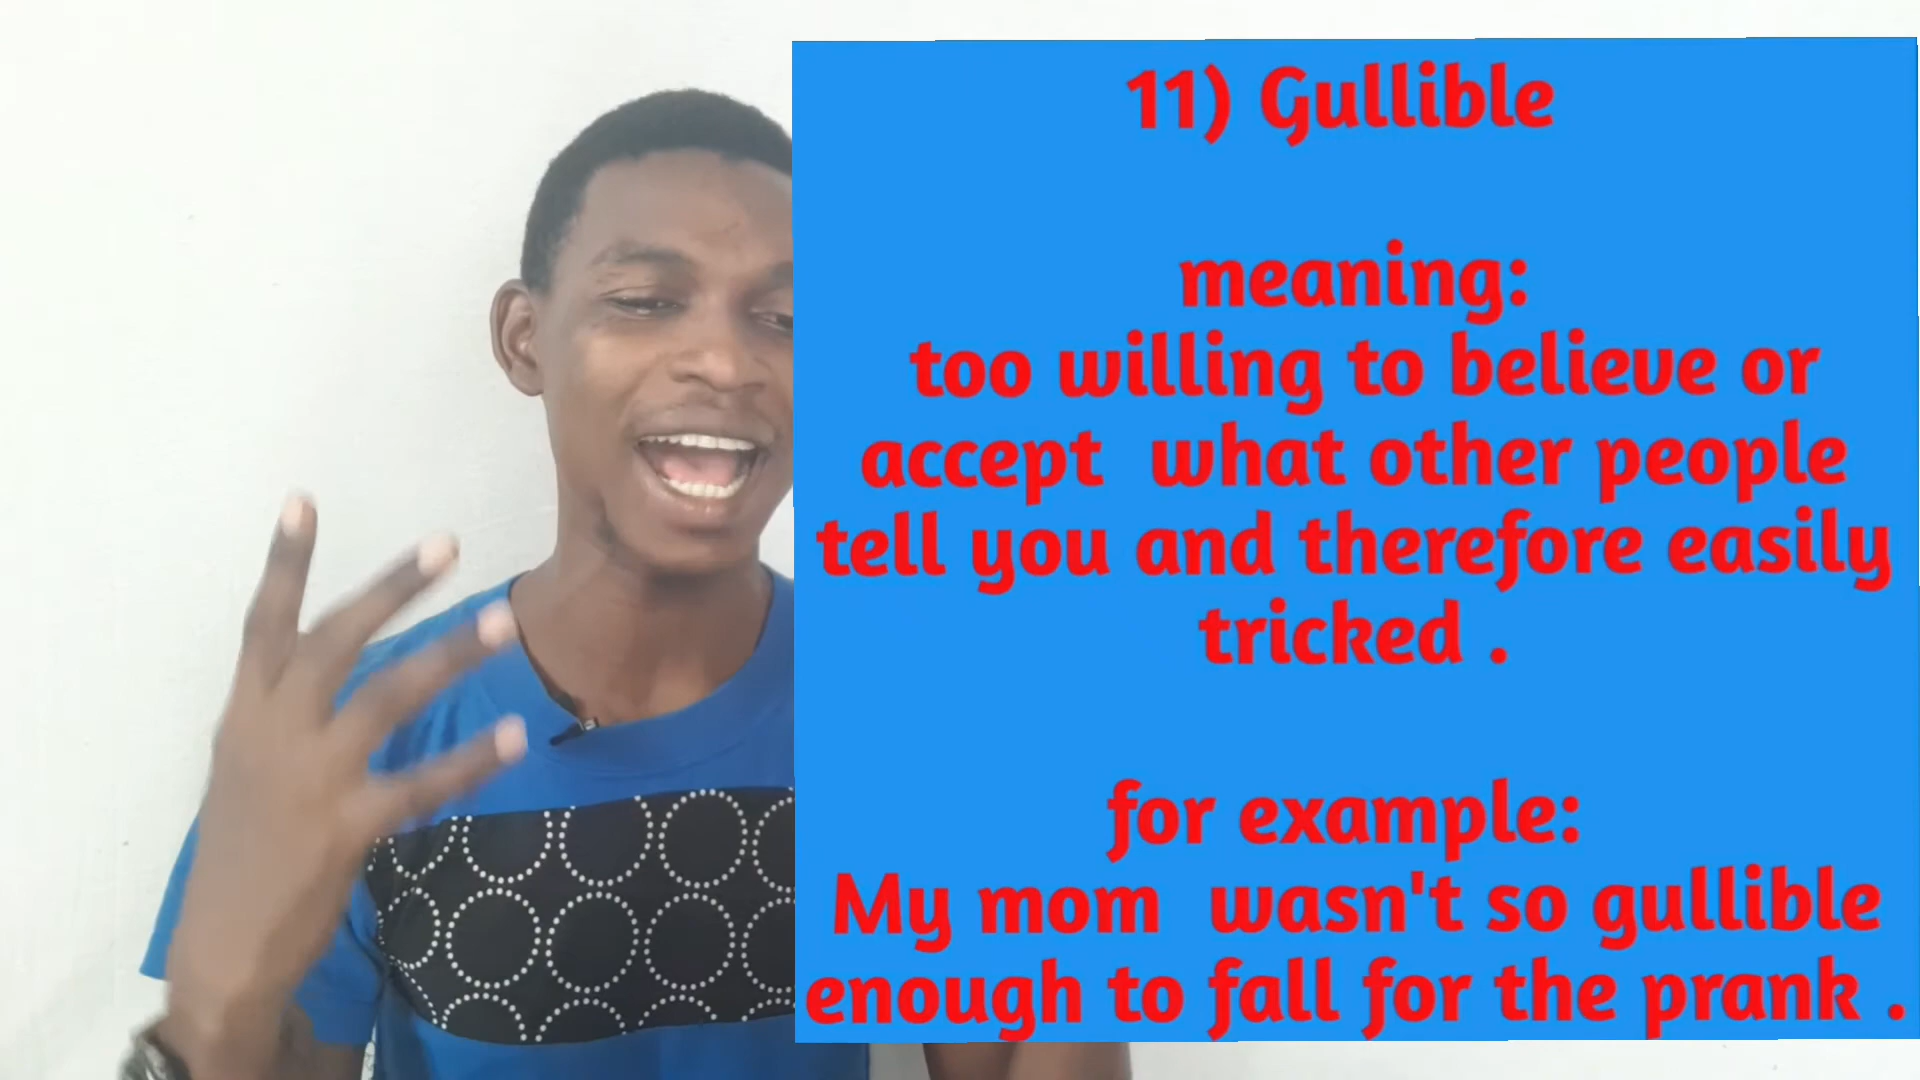 11) Gullible
meaning:
too willing to believe or
accept what other people
tell you and therefore easily
tricked .
for example:
My mom wasn't so gullible
enough to fall for the prank .